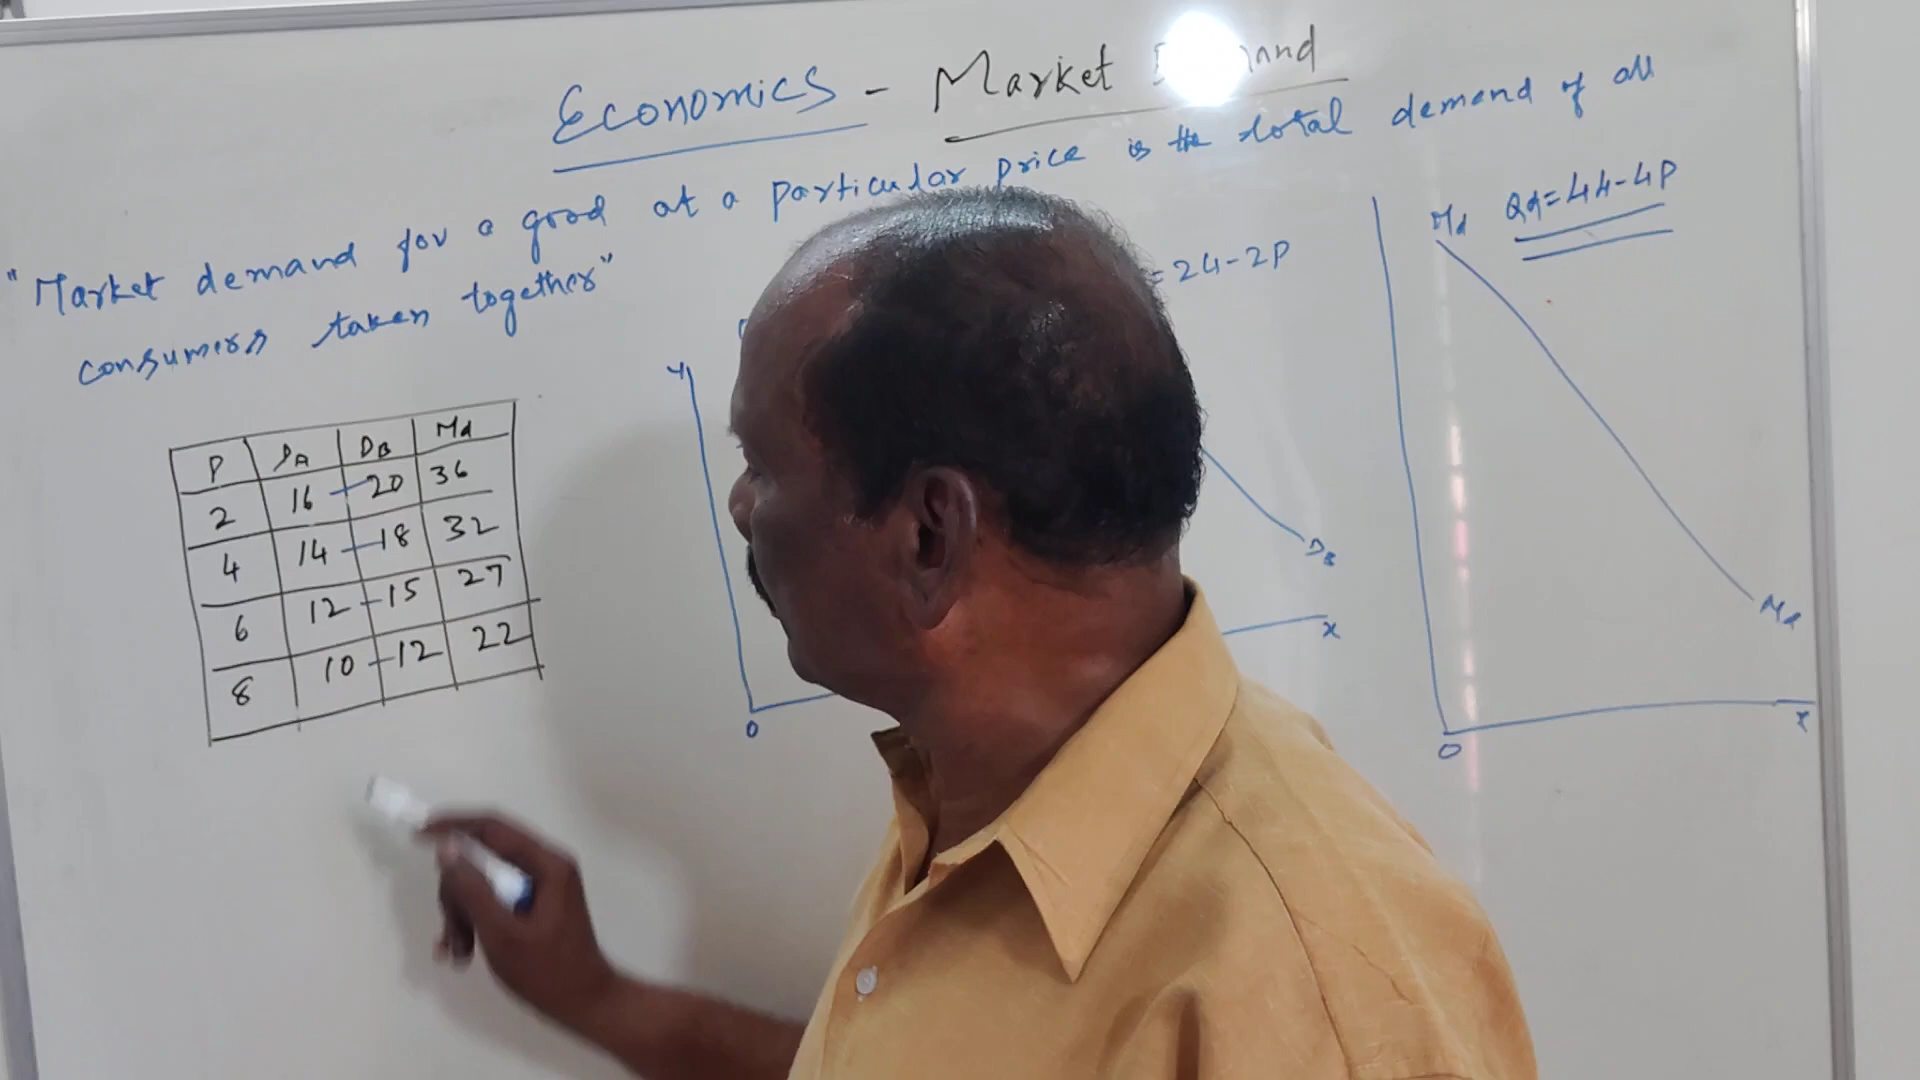 Economics - Market
"Market demand for a good at a particular price is the total demand of all
consumers taken together"
P DA DB Md
2 16 - 20 36
4 14 - 18 32
6 12 - 15 27
8 10 - 12 22
= 24-2P
Y
DB
X
0
Md Qd=44-4P
Md
X
0